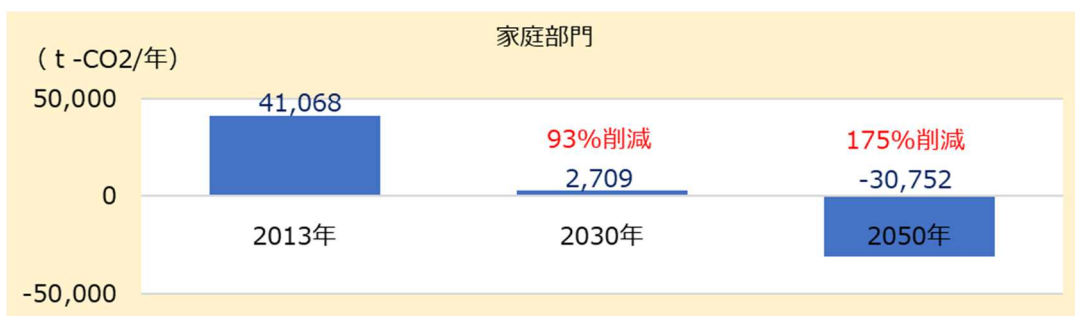 家庭部門
（ｔ-CO2/年）
50,000
41,068
93%削減
175%削減
2,709
-30,752
0
2013年
2030年
2050年
-50,000